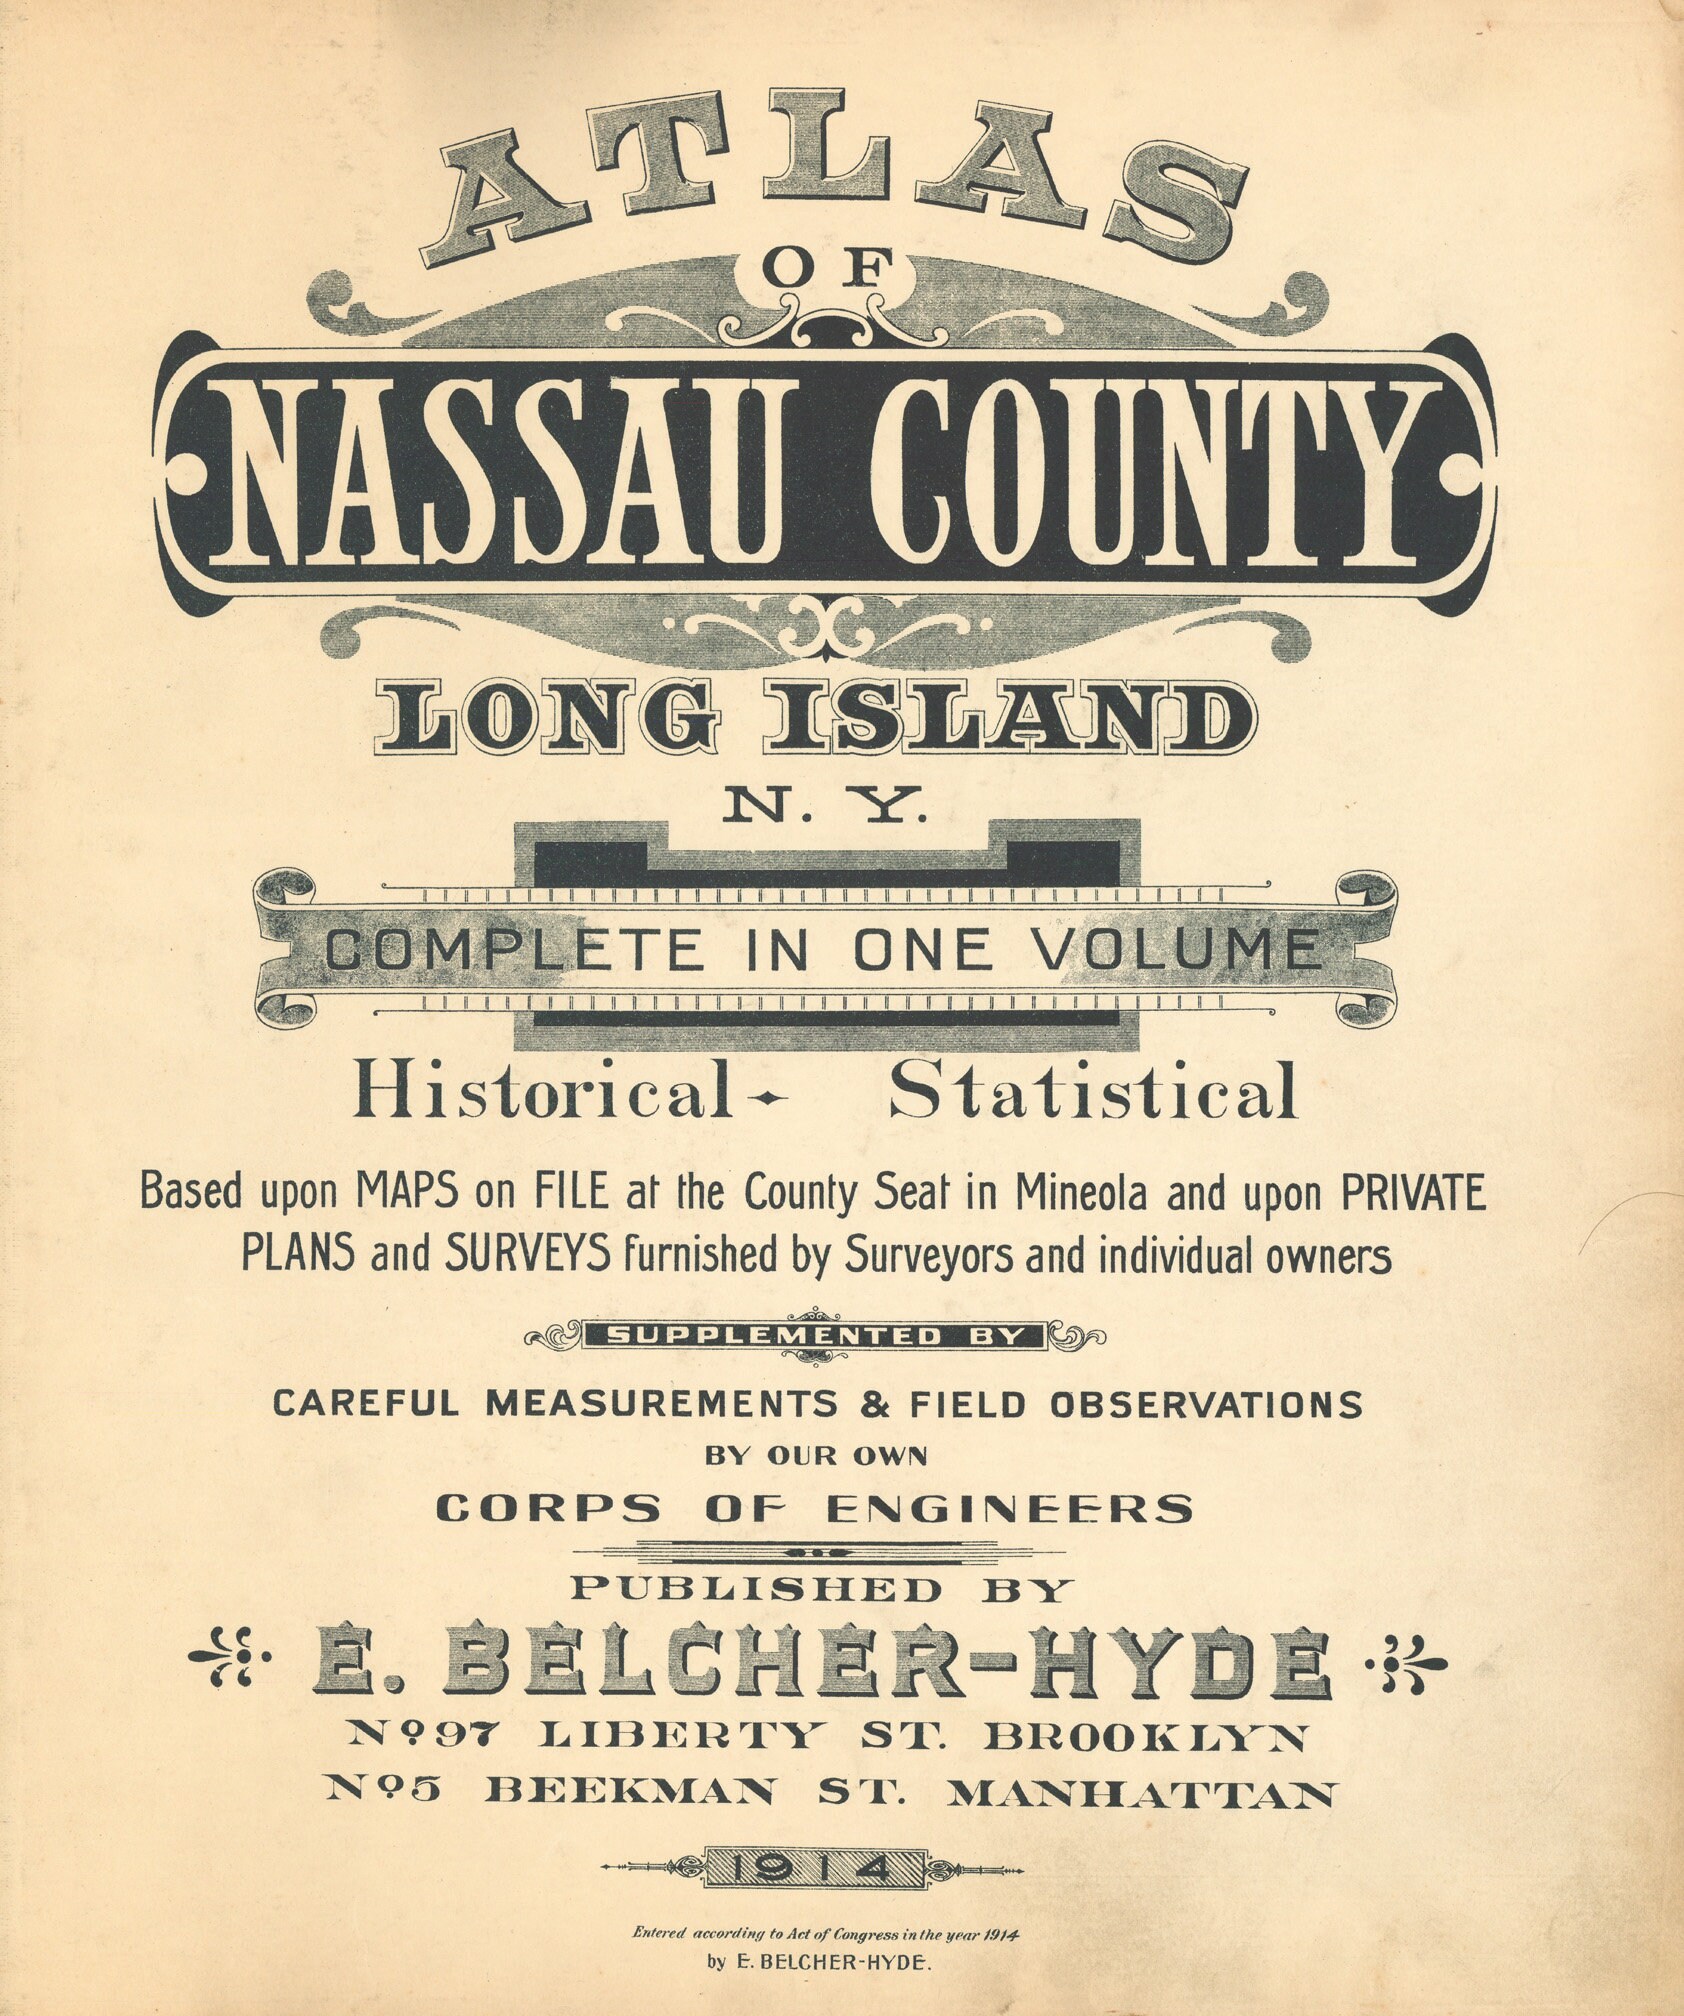 ATLAS
OF
NASSAU COUNTY
LONG ISLAND
N. Y.
COMPLETE IN ONE VOLUME
Historical - Statistical
Based upon MAPS on FILE at the County Seat in Mineola and upon PRIVATE
PLANS and SURVEYS furnished by Surveyors and individual owners
SUPPLEMENTED BY
CAREFUL MEASUREMENTS & FIELD OBSERVATIONS
BY OUR OWN
CORPS OF ENGINEERS
PUBLISHED BY
E. BELCHER-HYDE
Nº 97 LIBERTY ST. BROOKLYN
Nº 5 BEEKMAN ST. MANHATTAN
1914
Entered according to Act of Congress in the year 1914
by E. BELCHER-HYDE.